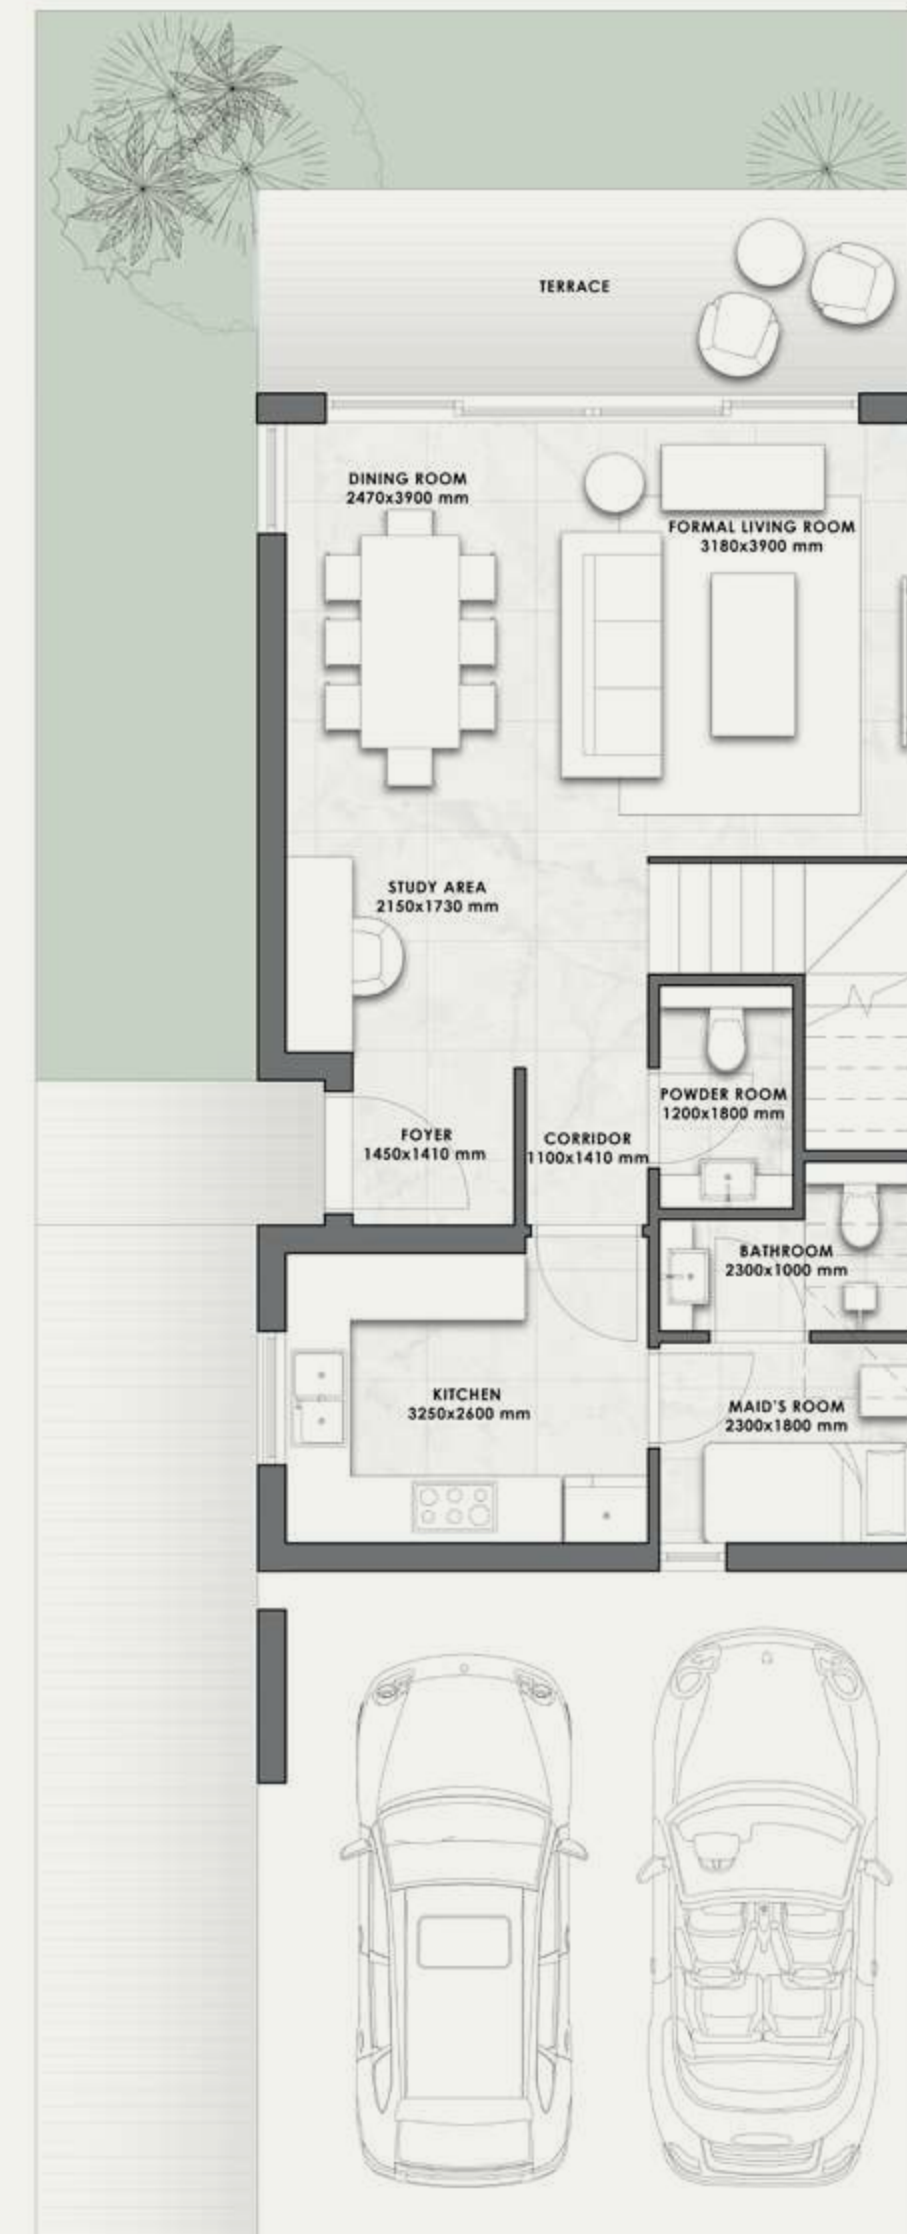 TERRACE
DINING ROOM
2470x3900 mm
FORMAL LIVING ROOM
3180x3900 mm
STUDY AREA
2150x1730 mm
POWDER ROOM
1200x1800 mm
FOYER
1450x1410 mm
CORRIDOR
1100x1410 mm
BATHROOM
2300x1000 mm
KITCHEN
3250x2600 mm
MAID'S ROOM
2300x1800 mm